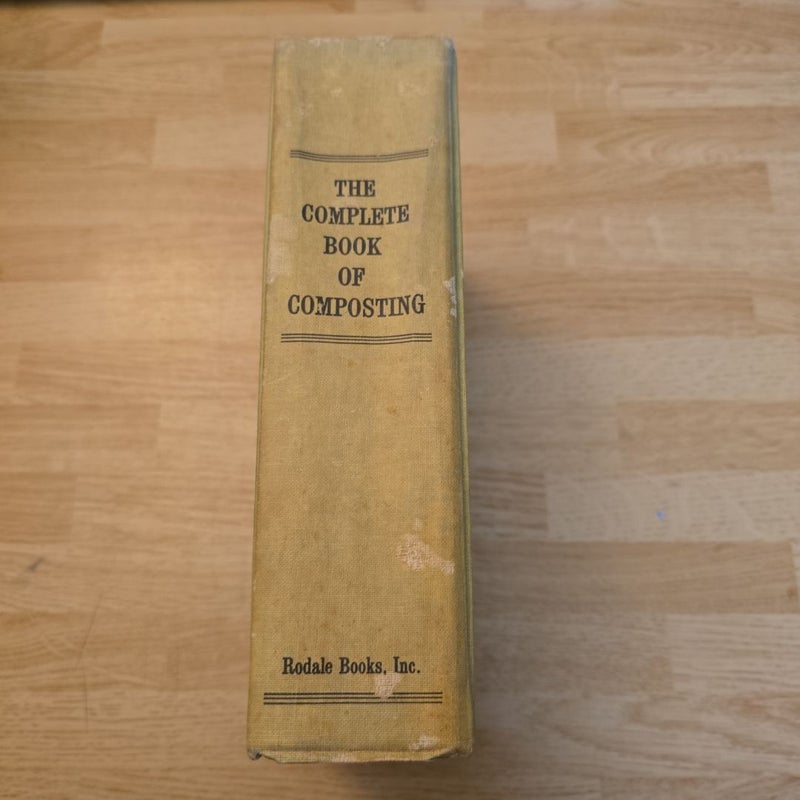 THE
COMPLETE
BOOK
OF
COMPOSTING
Rodale Books, Inc.